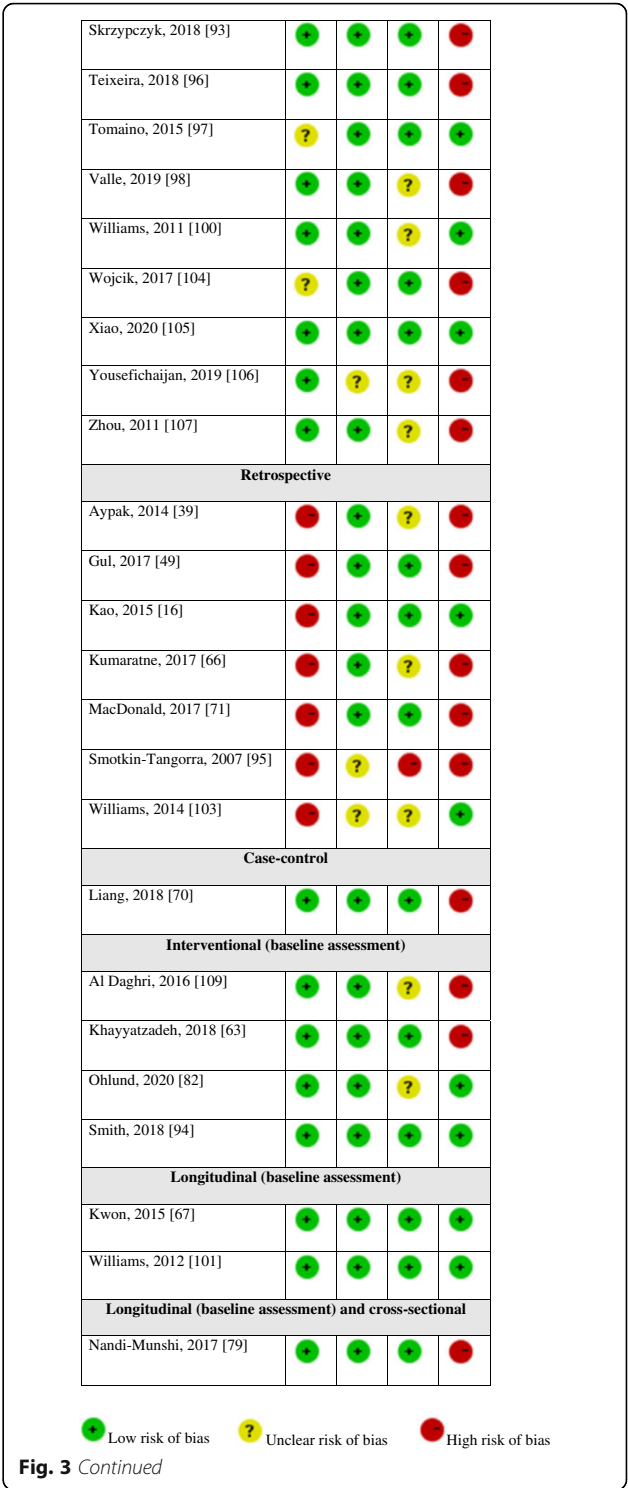 Skrzypczyk, 2018 [93] + + + -
Teixeira, 2018 [96] + + + -
Tomaino, 2015 [97] ? + + +
Valle, 2019 [98] + + ? -
Williams, 2011 [100] + + ? +
Wojcik, 2017 [104] ? + + -
Xiao, 2020 [105] + + + +
Yousefichaijan, 2019 [106] + ? ? -
Zhou, 2011 [107] + + ? -
Retrospective
Aypak, 2014 [39] - + ? -
Gul, 2017 [49] - + + -
Kao, 2015 [16] - + + +
Kumaratne, 2017 [66] - + ? -
MacDonald, 2017 [71] - + + -
Smotkin-Tangorra, 2007 [95] - ? - -
Williams, 2014 [103] - ? ? +
Case-control
Liang, 2018 [70] + + + -
Interventional (baseline assessment)
Al Daghri, 2016 [109] + + ? -
Khayyatzadeh, 2018 [63] + + + -
Ohlund, 2020 [82] + + ? +
Smith, 2018 [94] + + + +
Longitudinal (baseline assessment)
Kwon, 2015 [67] + + + +
Williams, 2012 [101] + + + +
Longitudinal (baseline assessment) and cross-sectional
Nandi-Munshi, 2017 [79] + + + -
+ Low risk of bias ? Unclear risk of bias - High risk of bias
Fig. 3 Continued